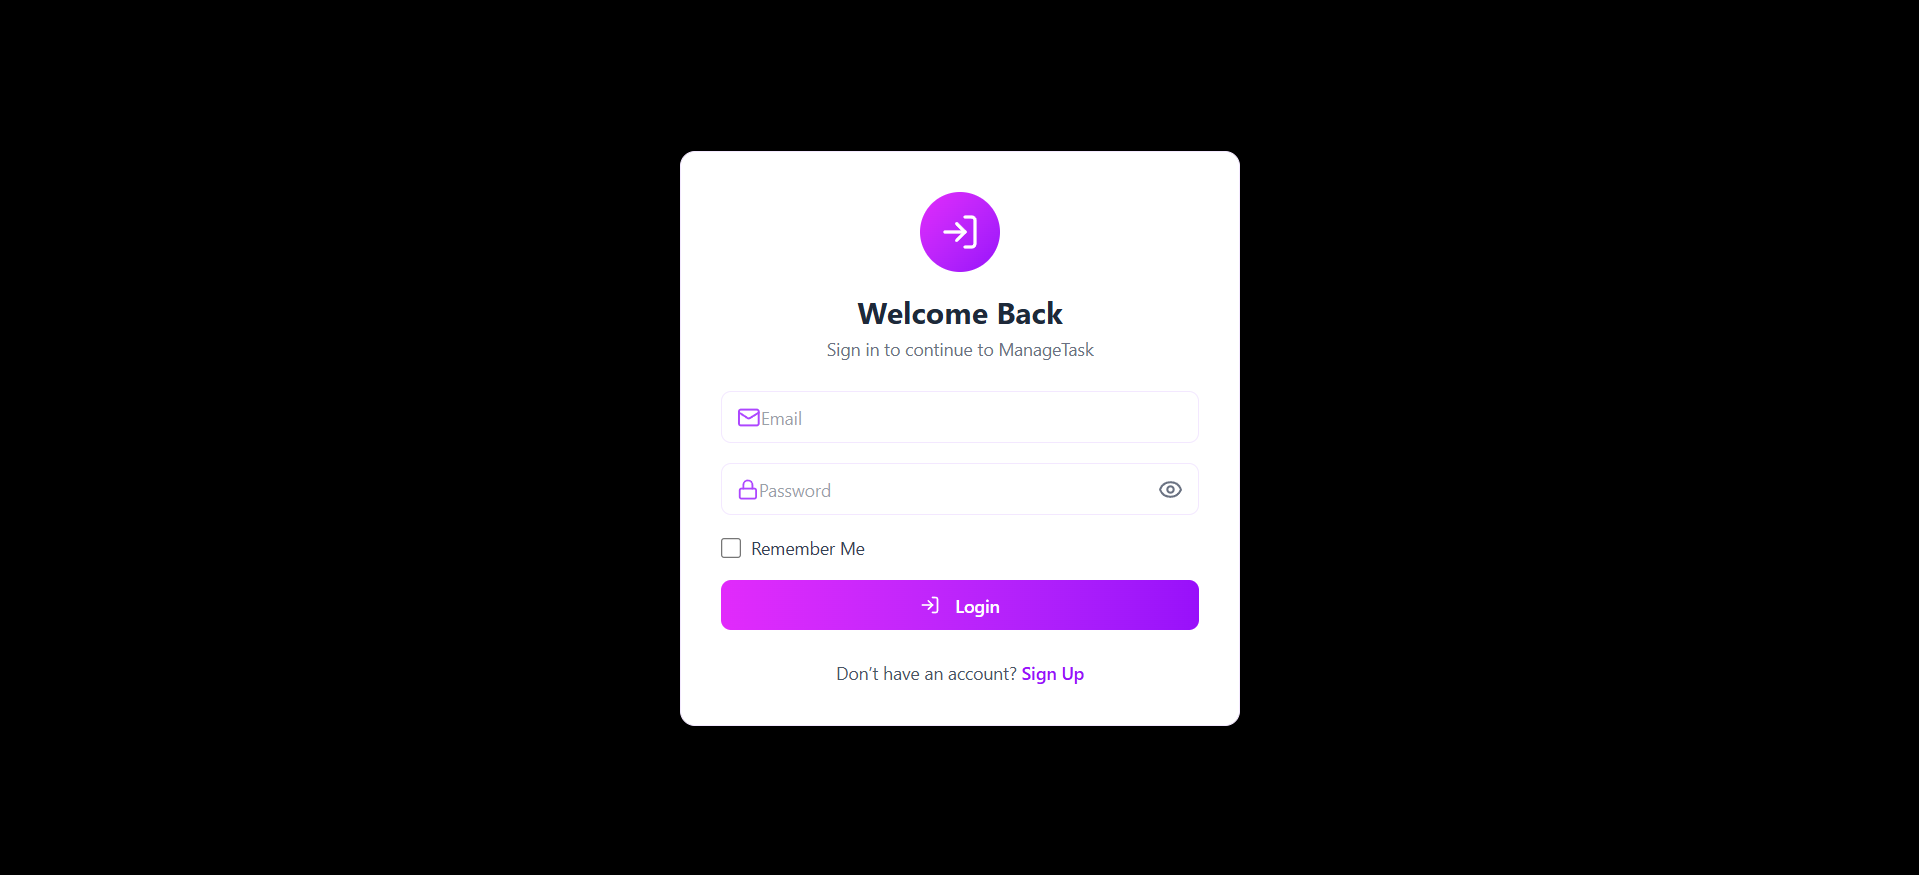 Welcome Back
Sign in to continue to ManageTask
Email
Password
Remember Me
Login
Don’t have an account? Sign Up